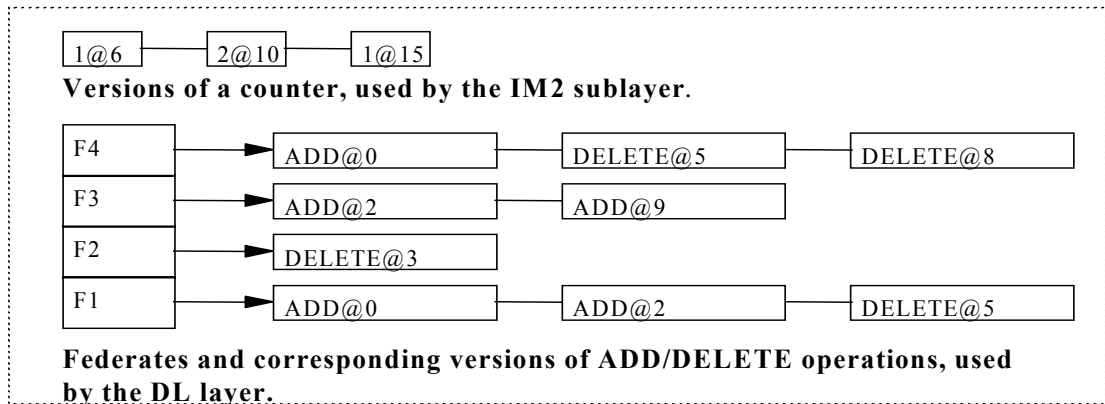 1@6 2@10 1@15
Versions of a counter, used by the IM2 sublayer.
F4 ADD@0 DELETE@5 DELETE@8
F3 ADD@2 ADD@9
F2 DELETE@3
F1 ADD@0 ADD@2 DELETE@5
Federates and corresponding versions of ADD/DELETE operations, used
by the DL layer.